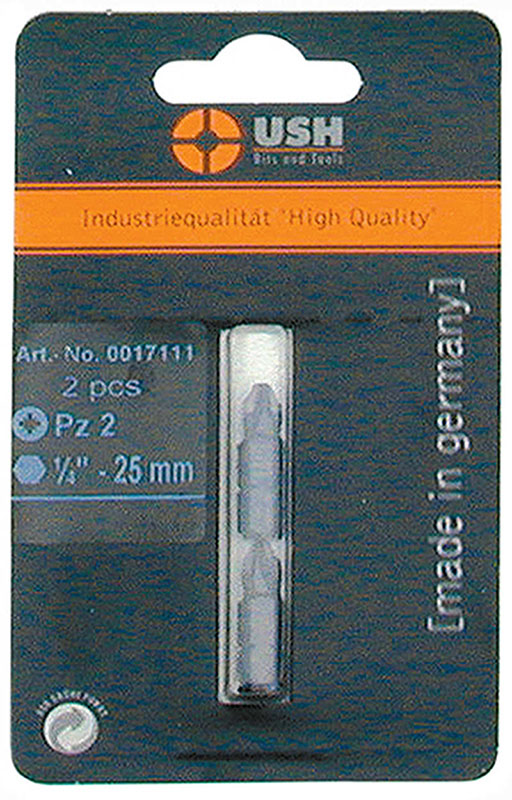 USH
Bits and Tools
Industriequalität "High Quality"
Art.- No. 0017111
2 pcs
Pz 2
1/4" - 25 mm
[made in germany]